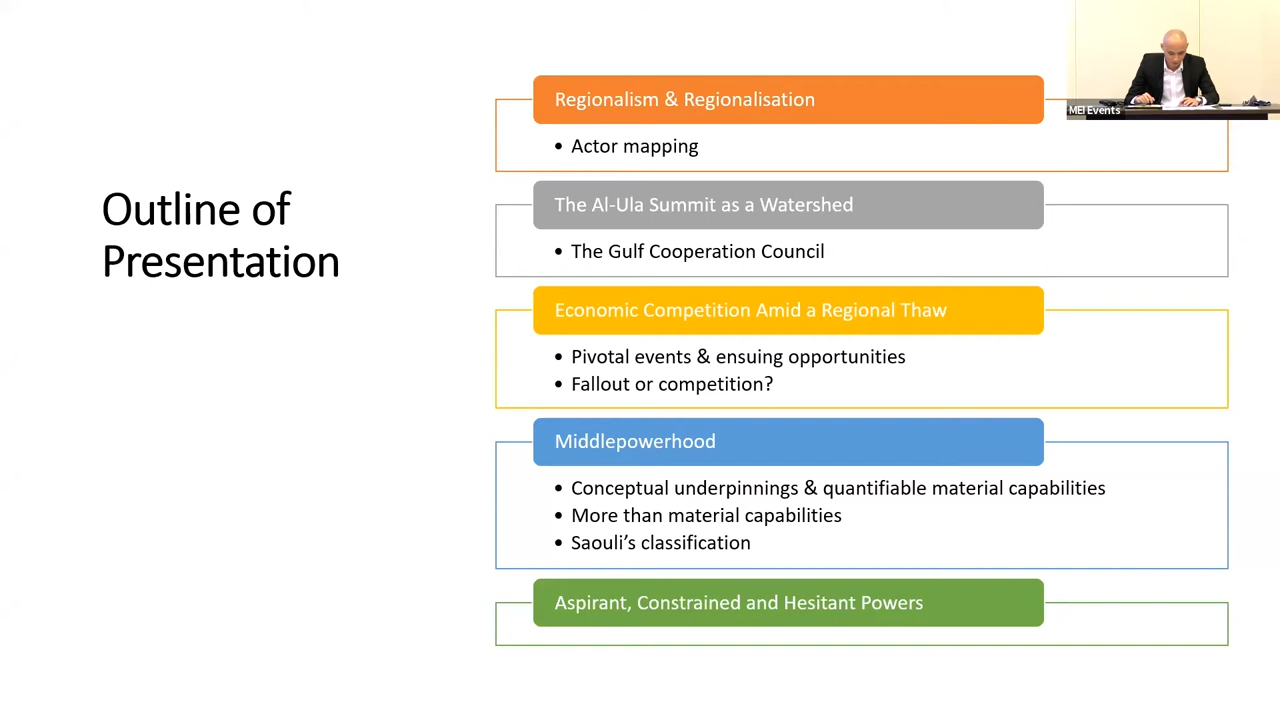 Outline of
Presentation
Regionalism & Regionalisation
• Actor mapping
The Al-Ula Summit as a Watershed
• The Gulf Cooperation Council
Economic Competition Amid a Regional Thaw
• Pivotal events & ensuing opportunities
• Fallout or competition?
Middlepowerhood
• Conceptual underpinnings & quantifiable material capabilities
• More than material capabilities
• Saouli’s classification
Aspirant, Constrained and Hesitant Powers
MEI Events